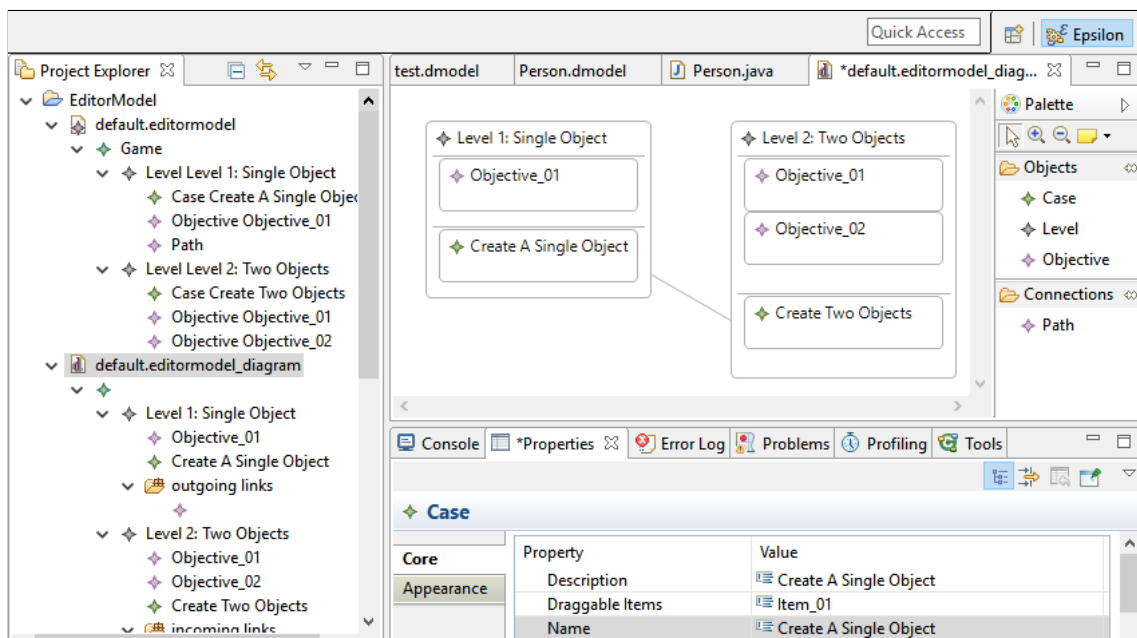 Quick Access
Epsilon
Project Explorer
EditorModel
default.editormodel
Game
Level Level 1: Single Object
Case Create A Single Objec
Objective Objective_01
Path
Level Level 2: Two Objects
Case Create Two Objects
Objective Objective_01
Objective Objective_02
default.editormodel_diagram
Level 1: Single Object
Objective_01
Create A Single Object
outgoing links
Level 2: Two Objects
Objective_01
Objective_02
Create Two Objects
incoming links
test.dmodel
Person.dmodel
Person.java
*default.editormodel_diag...
Level 1: Single Object
Objective_01
Create A Single Object
Level 2: Two Objects
Objective_01
Objective_02
Create Two Objects
Palette
Objects
Case
Level
Objective
Connections
Path
Console
*Properties
Error Log
Problems
Profiling
Tools
Case
Core
Appearance
Property Value
Description Create A Single Object
Draggable Items Item_01
Name Create A Single Object